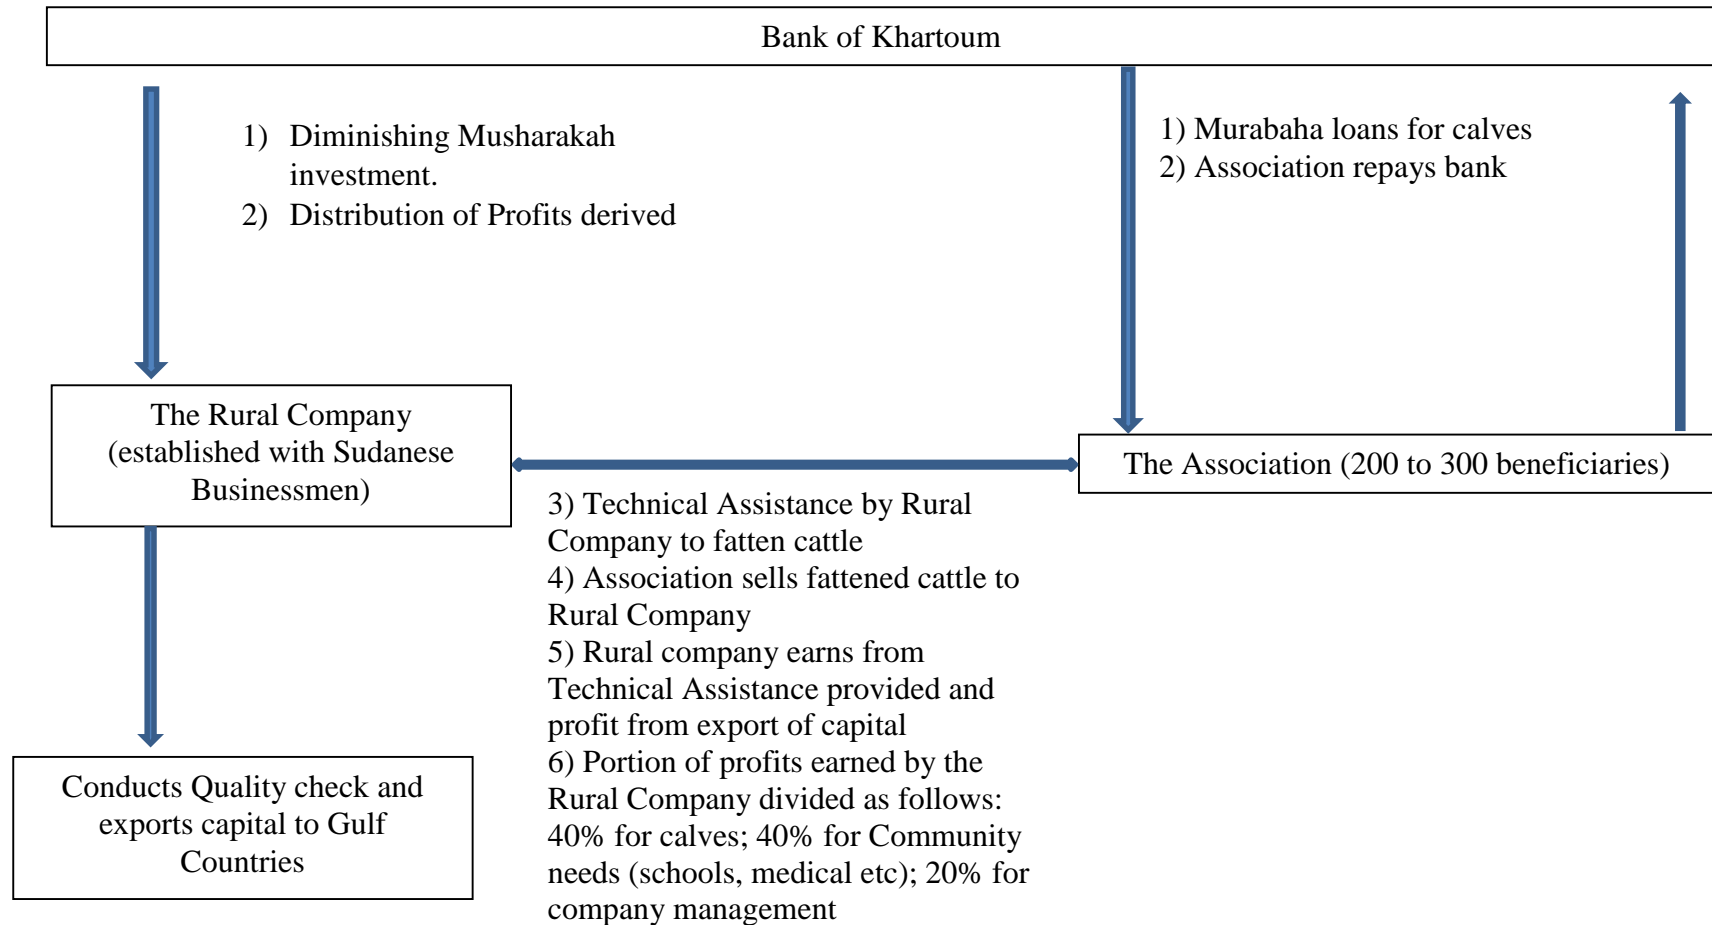 Bank of Khartoum
1) Diminishing Musharakah
investment.
2) Distribution of Profits derived
1) Murabaha loans for calves
2) Association repays bank
The Rural Company
(established with Sudanese
Businessmen)
The Association (200 to 300 beneficiaries)
3) Technical Assistance by Rural
Company to fatten cattle
4) Association sells fattened cattle to
Rural Company
5) Rural company earns from
Technical Assistance provided and
profit from export of capital
6) Portion of profits earned by the
Rural Company divided as follows:
40% for calves; 40% for Community
needs (schools, medical etc); 20% for
company management
Conducts Quality check and
exports capital to Gulf
Countries